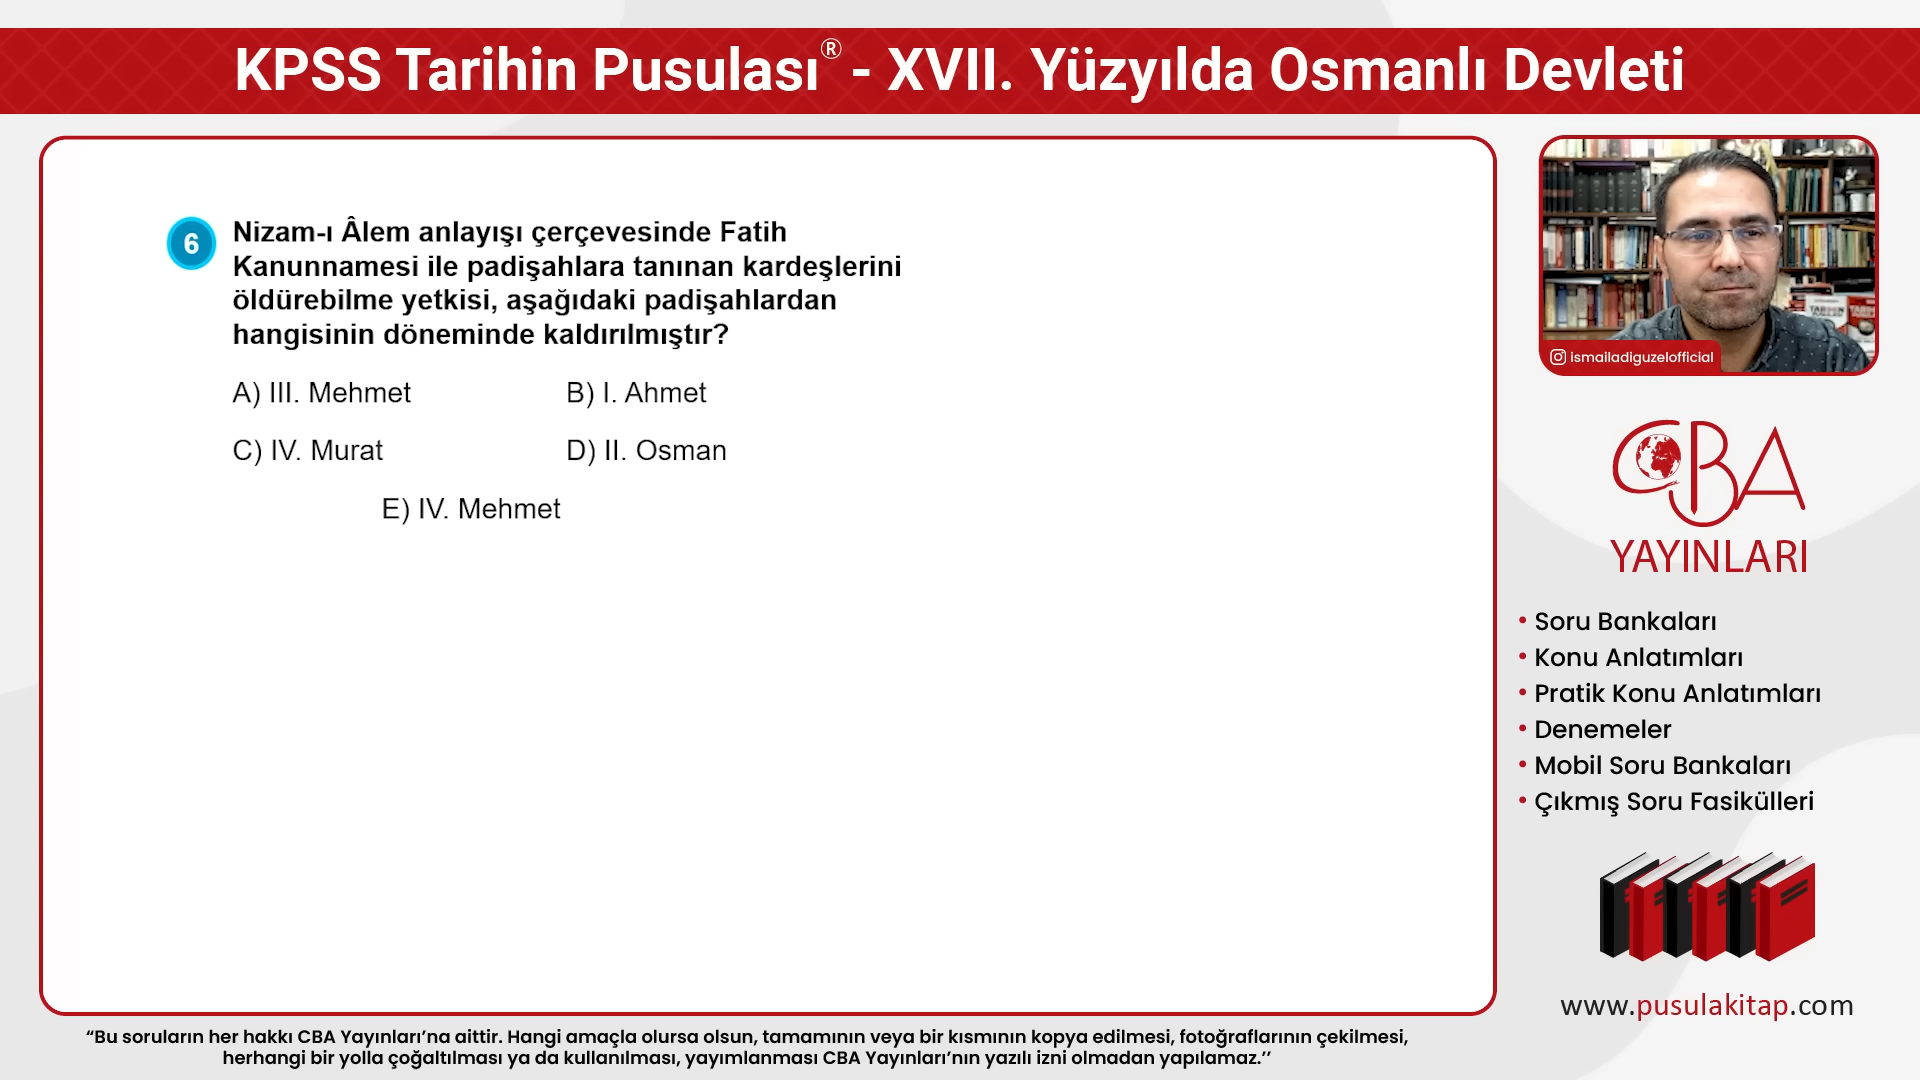 KPSS Tarihin Pusulası® - XVII. Yüzyılda Osmanlı Devleti
6
Nizam-ı Âlem anlayışı çerçevesinde Fatih
Kanunnamesi ile padişahlara tanınan kardeşlerini
öldürebilme yetkisi, aşağıdaki padişahlardan
hangisinin döneminde kaldırılmıştır?
A) III. Mehmet B) I. Ahmet
C) IV. Murat D) II. Osman
E) IV. Mehmet
ismailadiguzelofficial
CBA
YAYINLARI
• Soru Bankaları
• Konu Anlatımları
• Pratik Konu Anlatımları
• Denemeler
• Mobil Soru Bankaları
• Çıkmış Soru Fasikülleri
www.pusulakitap.com
“Bu soruların her hakkı CBA Yayınları’na aittir. Hangi amaçla olursa olsun, tamamının veya bir kısmının kopya edilmesi, fotoğraflarının çekilmesi,
herhangi bir yolla çoğaltılması ya da kullanılması, yayımlanması CBA Yayınları’nın yazılı izni olmadan yapılamaz.’’